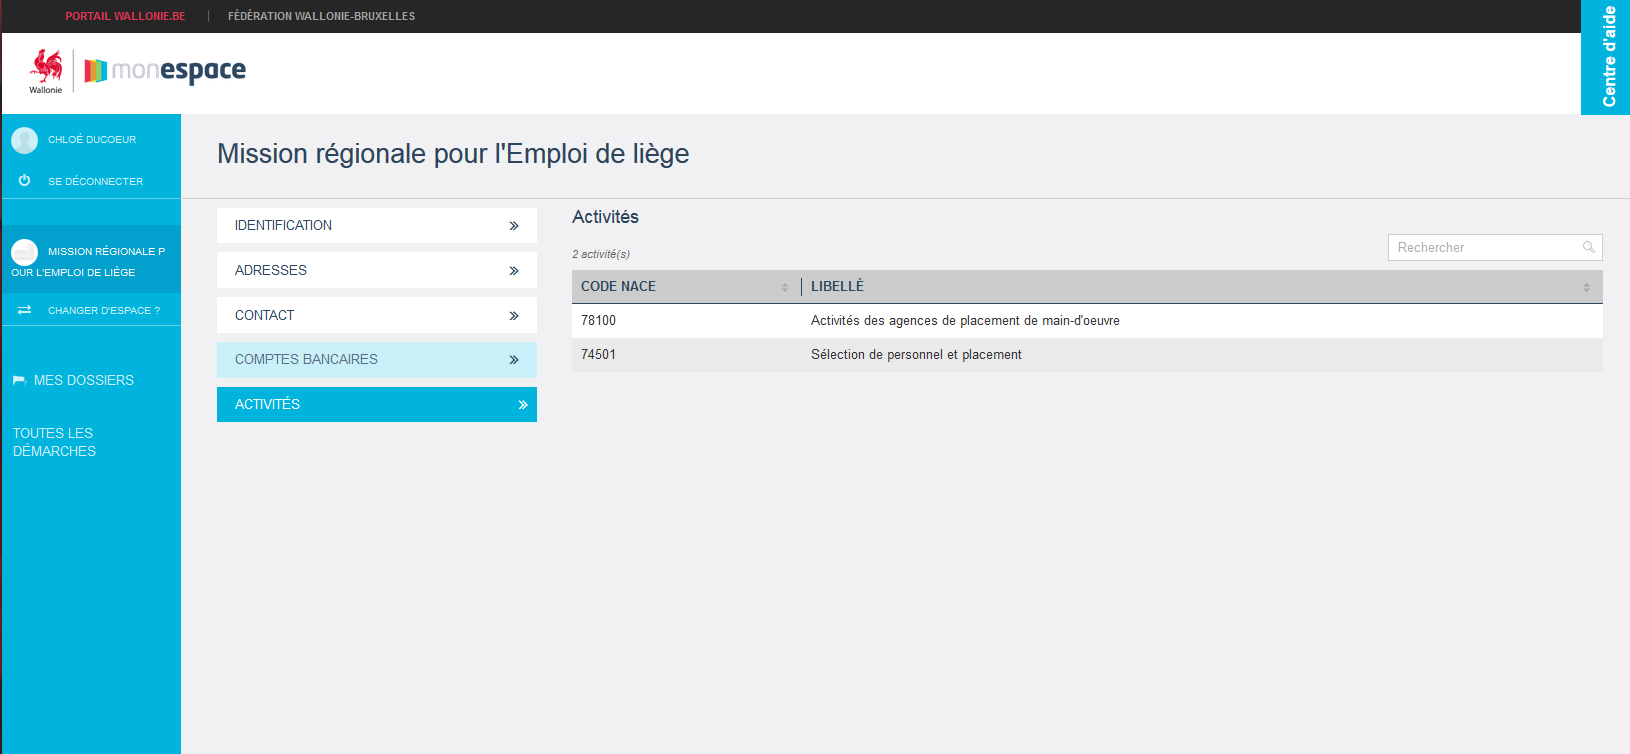 PORTAIL WALLONIE.BE | FÉDÉRATION WALLONIE-BRUXELLES
Centre d'aide
Wallonie
monespace
CHLOÉ DUCOEUR
SE DÉCONNECTER
MISSION RÉGIONALE P
OUR L'EMPLOI DE LIÈGE
CHANGER D'ESPACE ?
MES DOSSIERS
TOUTES LES
DÉMARCHES
Mission régionale pour l'Emploi de liège
IDENTIFICATION
ADRESSES
CONTACT
COMPTES BANCAIRES
ACTIVITÉS
Activités
2 activité(s)
Rechercher
CODE NACE LIBELLÉ
78100 Activités des agences de placement de main-d'oeuvre
74501 Sélection de personnel et placement